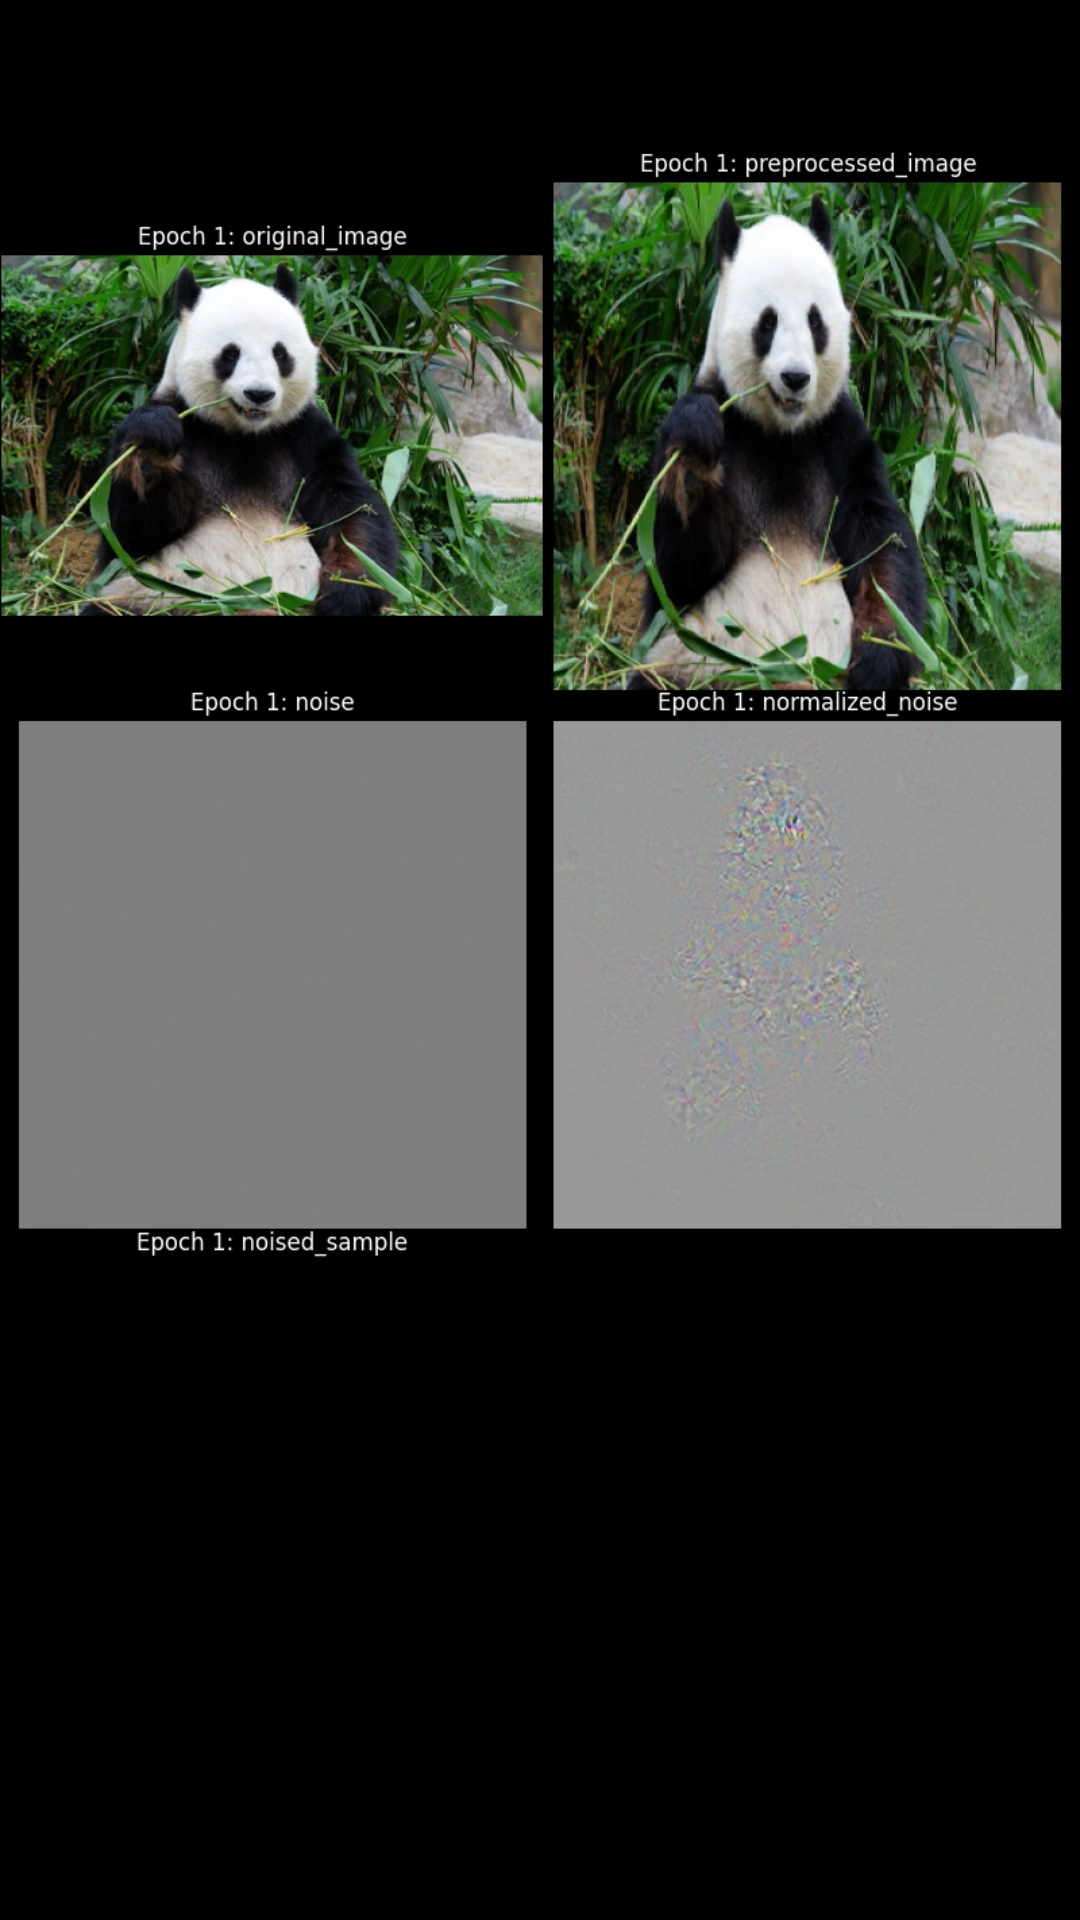 Epoch 1: preprocessed_image
Epoch 1: original_image
Epoch 1: noise
Epoch 1: normalized_noise
Epoch 1: noised_sample